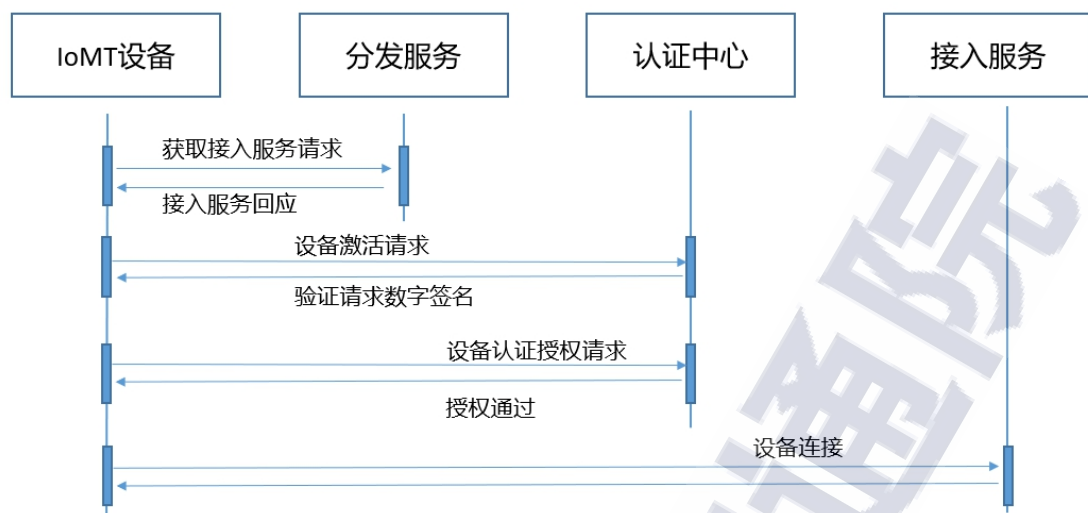 IoMT设备
分发服务
认证中心
接入服务
获取接入服务请求
接入服务回应
设备激活请求
验证请求数字签名
设备认证授权请求
授权通过
设备连接
通院